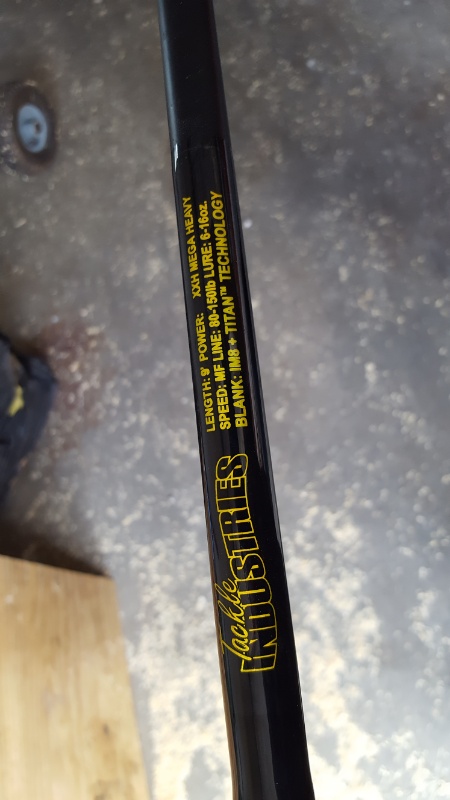 LENGTH: 9' POWER: XXH MEGA HEAVY
SPEED: MF LINE: 80-150lb LURE: 6-16oz.
BLANK: IM8 + TITAN™ TECHNOLOGY
Tackle
INDUSTRIES